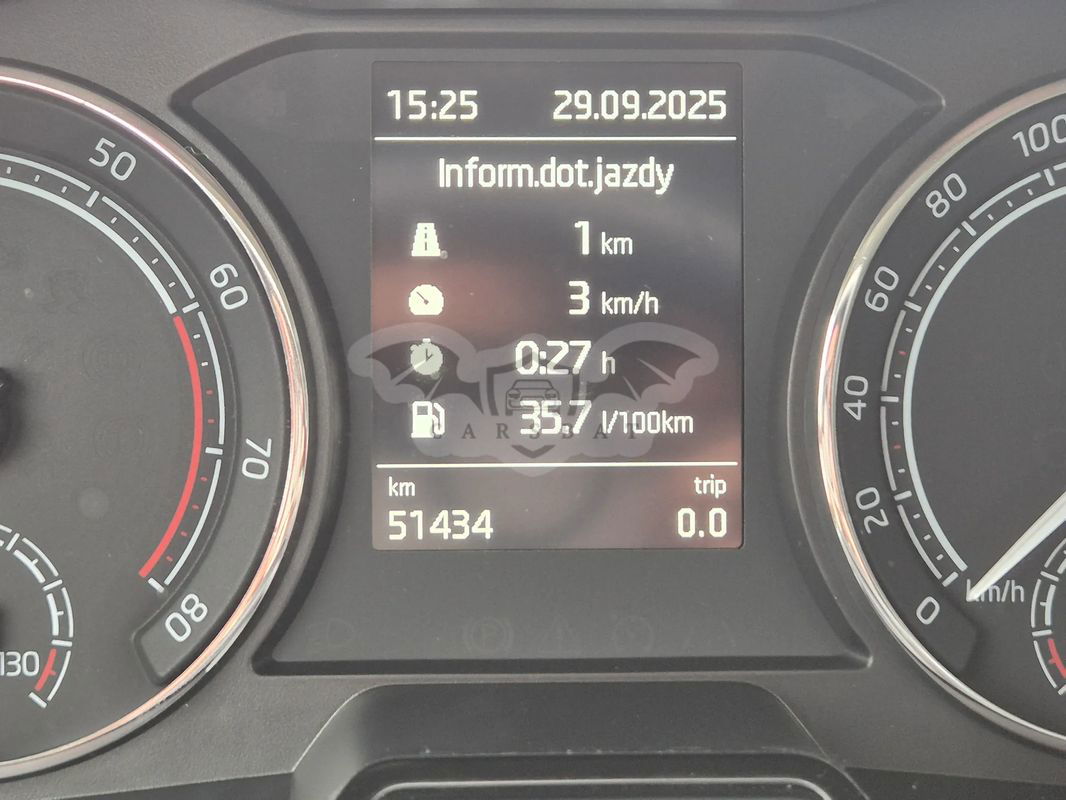 15:25 29.09.2025
Inform.dot.jazdy
1 km
3 km/h
0:27 h
35.7 l/100km
CARSBAT
km trip
51434 0.0
50
60
70
80
130
100
80
60
40
20
0
km/h